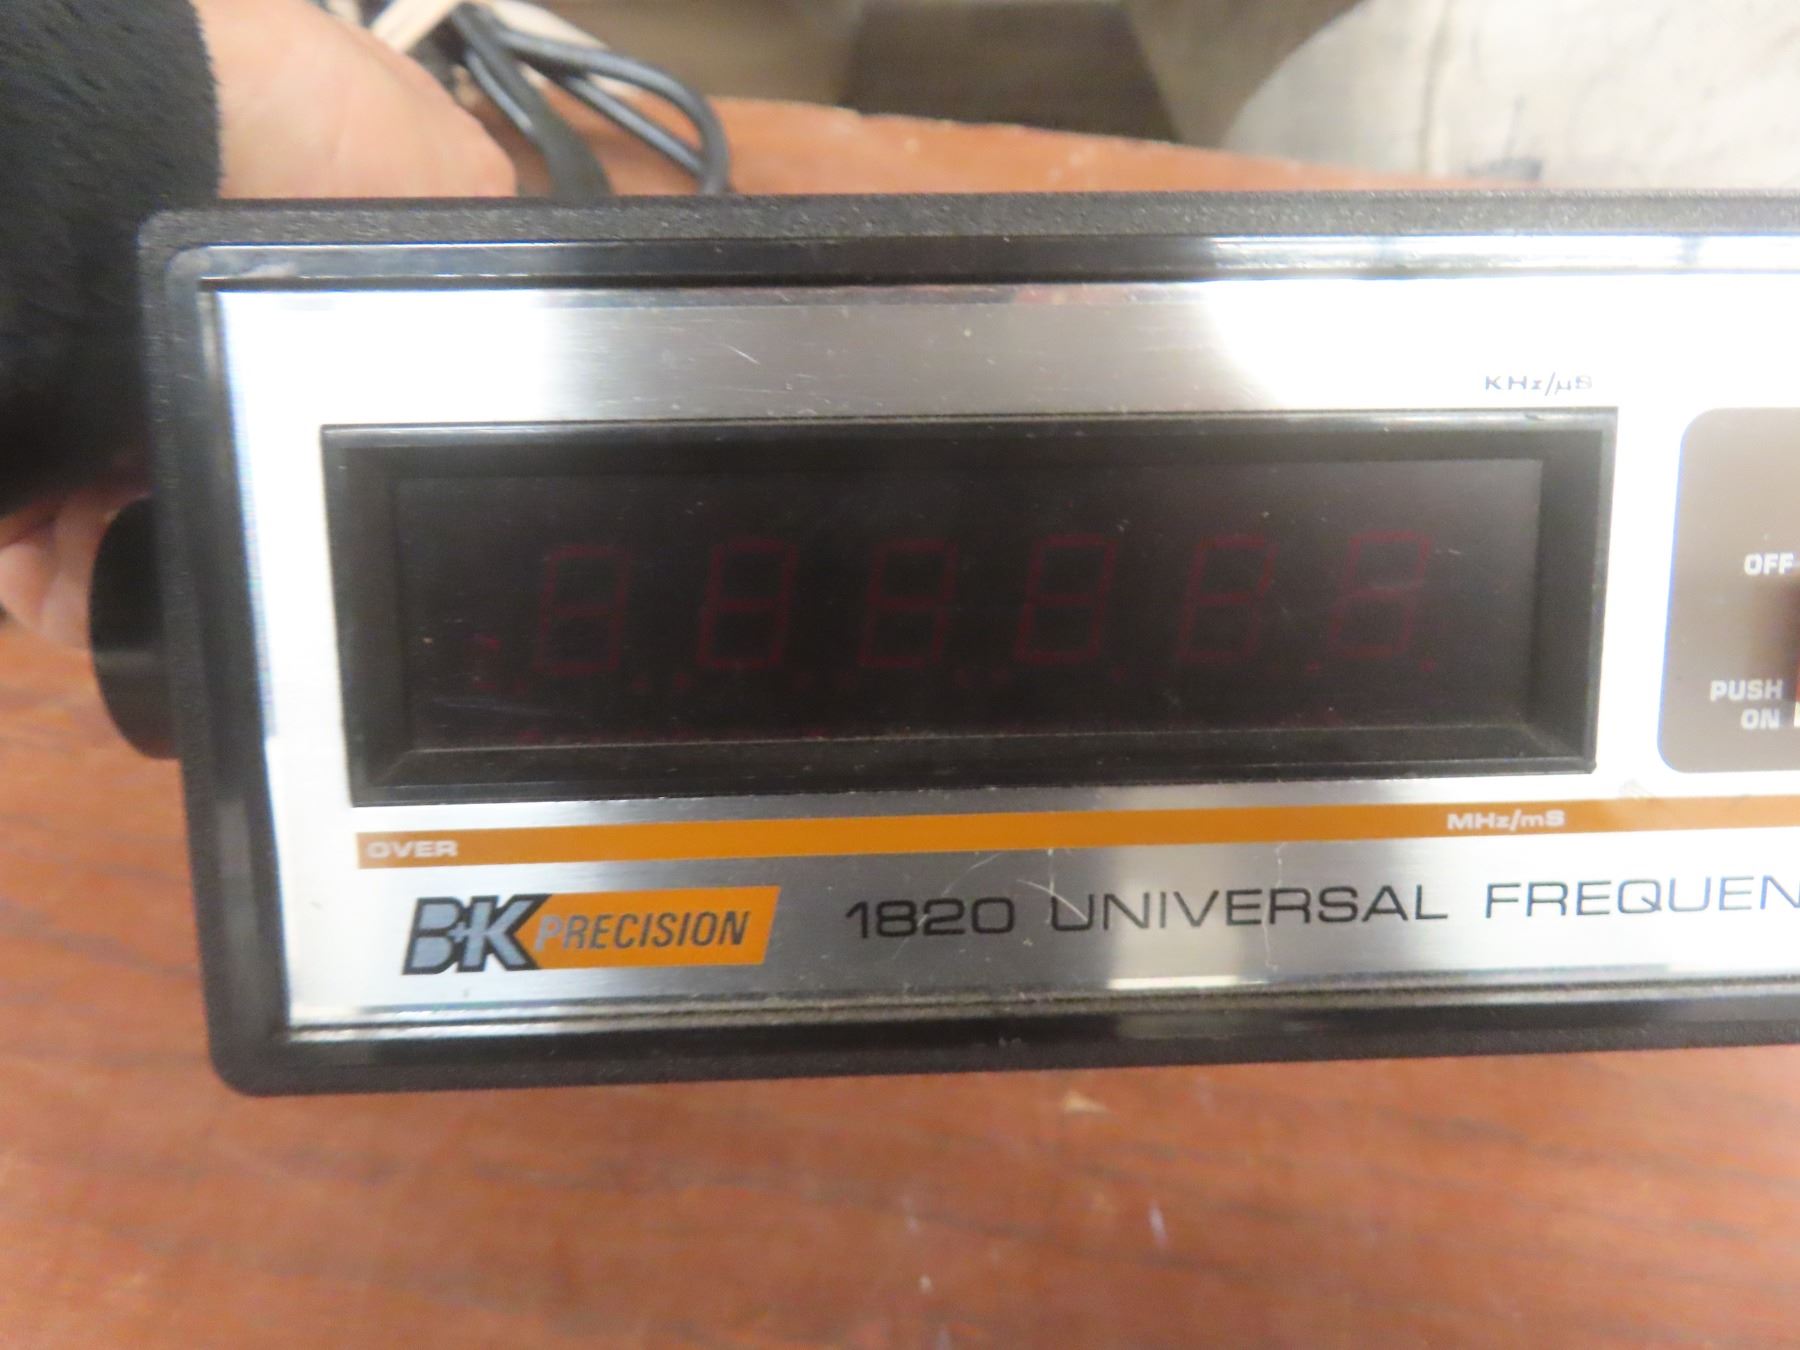 KHz/µS
OFF
PUSH
ON
OVER
MHz/mS
B+K PRECISION
1820 UNIVERSAL FREQUEN